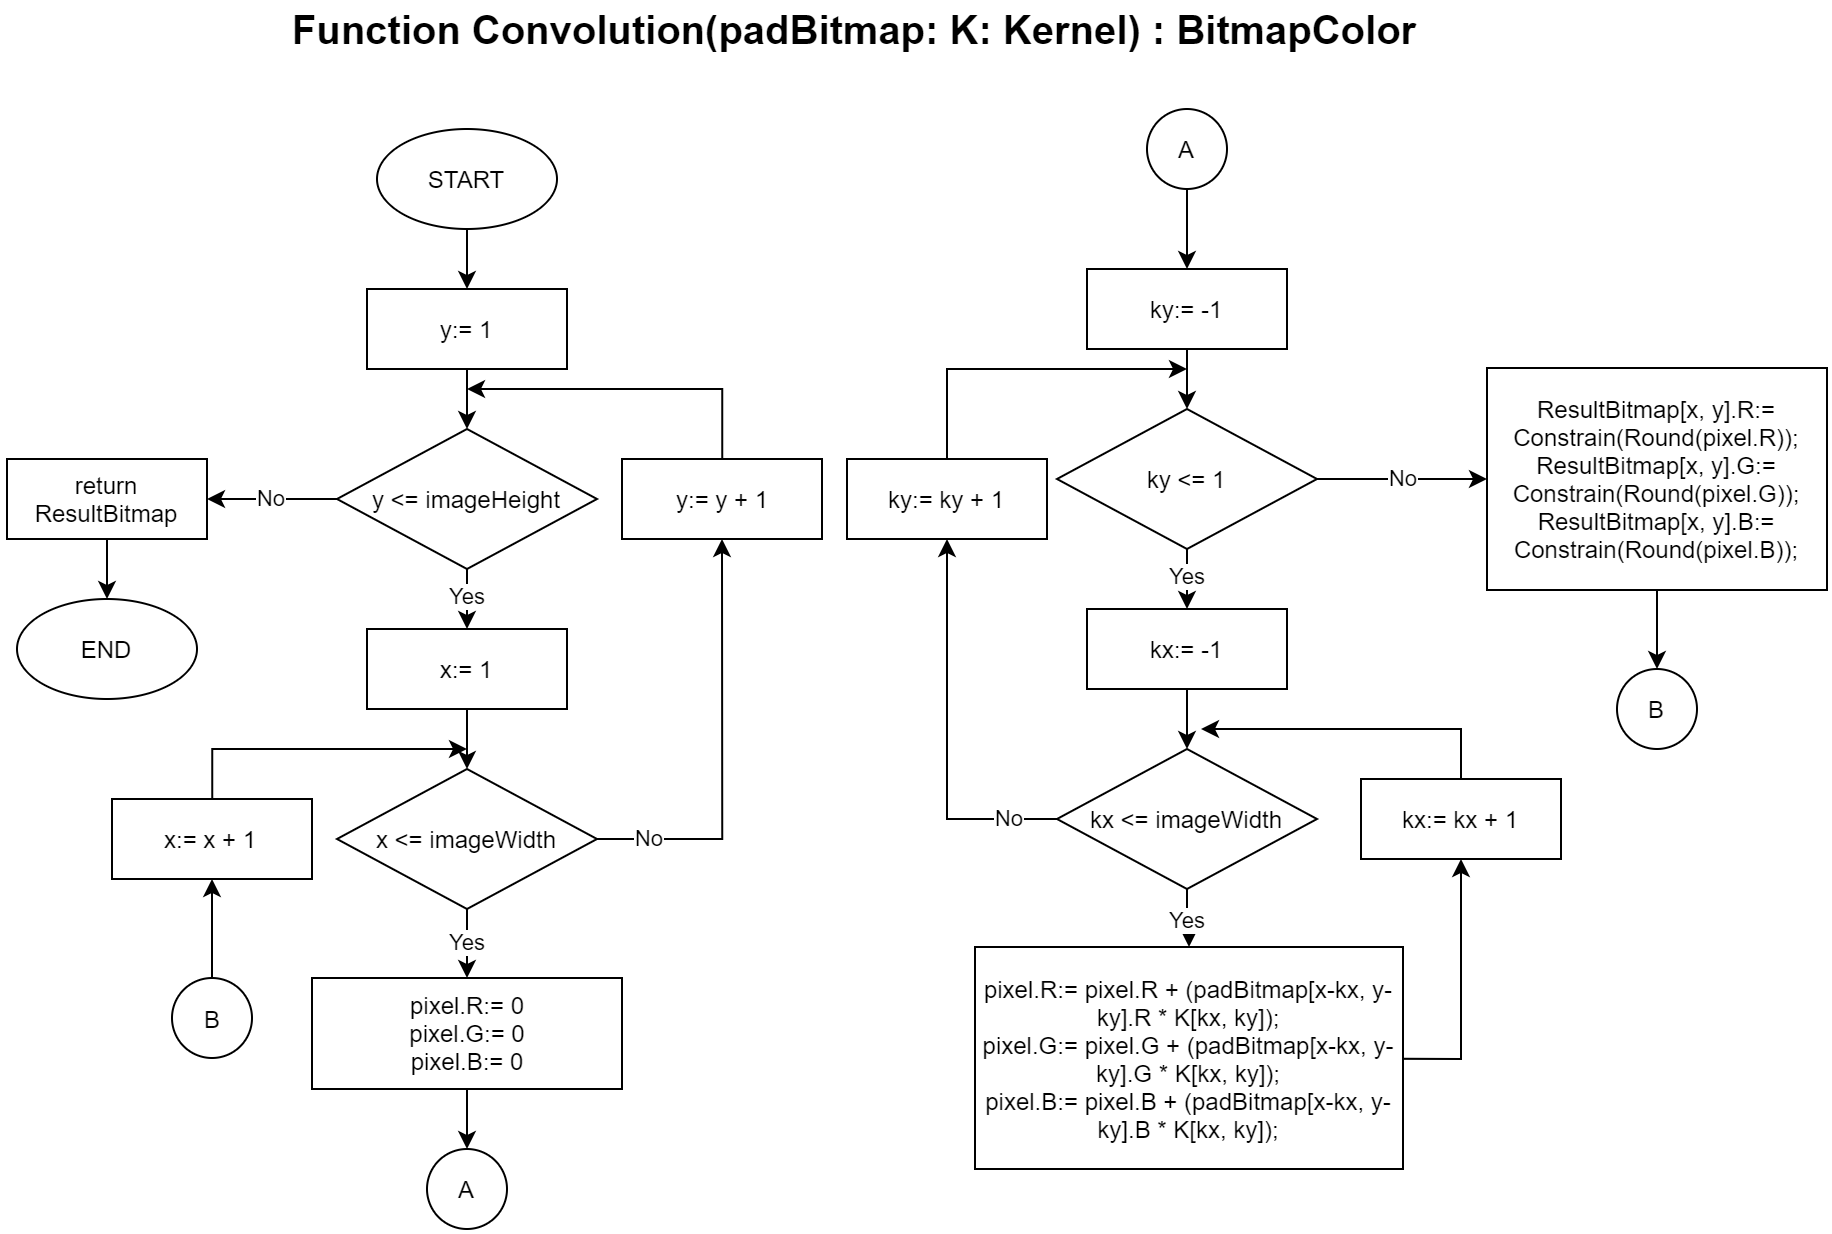 Function Convolution(padBitmap: K: Kernel) : BitmapColor
START
y:= 1
y <= imageHeight
No
return
ResultBitmap
END
Yes
y:= y + 1
x:= 1
x <= imageWidth
No
x:= x + 1
B
Yes
pixel.R:= 0
pixel.G:= 0
pixel.B:= 0
A
A
ky:= -1
ky <= 1
ky:= ky + 1
No
ResultBitmap[x, y].R:=
Constrain(Round(pixel.R));
ResultBitmap[x, y].G:=
Constrain(Round(pixel.G));
ResultBitmap[x, y].B:=
Constrain(Round(pixel.B));
B
Yes
kx:= -1
kx <= imageWidth
No
kx:= kx + 1
Yes
pixel.R:= pixel.R + (padBitmap[x-kx, y-
ky].R * K[kx, ky]);
pixel.G:= pixel.G + (padBitmap[x-kx, y-
ky].G * K[kx, ky]);
pixel.B:= pixel.B + (padBitmap[x-kx, y-
ky].B * K[kx, ky]);